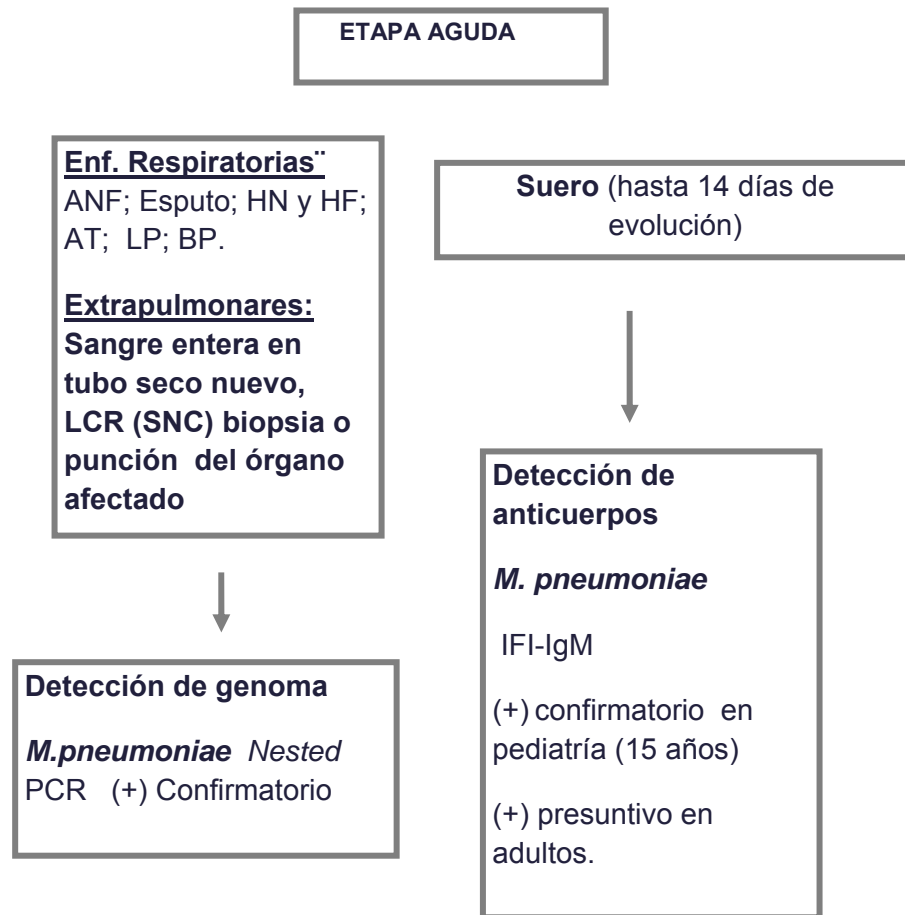 ETAPA AGUDA
Enf. Respiratorias¨
ANF; Esputo; HN y HF;
AT; LP; BP.
Extrapulmonares:
Sangre entera en
tubo seco nuevo,
LCR (SNC) biopsia o
punción del órgano
afectado
Suero (hasta 14 días de
evolución)
Detección de genoma
M.pneumoniae Nested
PCR (+) Confirmatorio
Detección de
anticuerpos
M. pneumoniae
IFI-IgM
(+) confirmatorio en
pediatría (15 años)
(+) presuntivo en
adultos.